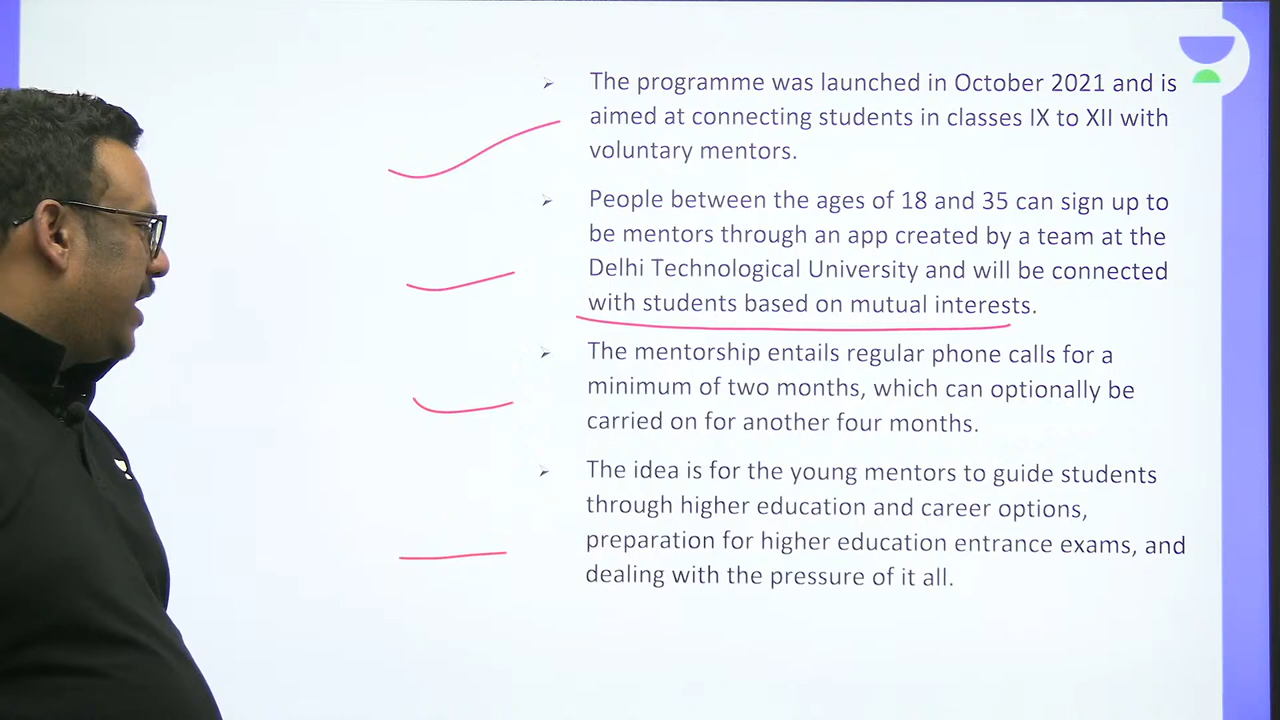 The programme was launched in October 2021 and is
aimed at connecting students in classes IX to XII with
voluntary mentors.
People between the ages of 18 and 35 can sign up to
be mentors through an app created by a team at the
Delhi Technological University and will be connected
with students based on mutual interests.
The mentorship entails regular phone calls for a
minimum of two months, which can optionally be
carried on for another four months.
The idea is for the young mentors to guide students
through higher education and career options,
preparation for higher education entrance exams, and
dealing with the pressure of it all.